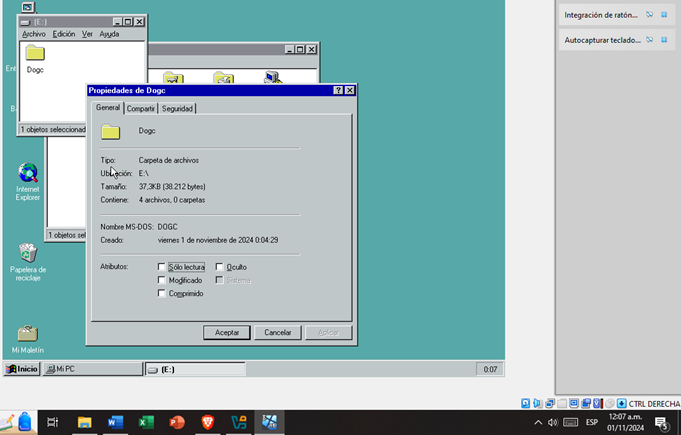 (E:)
Archivo Edición Ver Ayuda
Dogc
1 objetos seleccionad
Propiedades de Dogc
General Compartir Seguridad
Dogc
Tipo: Carpeta de archivos
Ubicación: E:\
Tamaño: 37,3KB (38.212 bytes)
Contiene: 4 archivos, 0 carpetas
Nombre MS-DOS: DOGC
Creado: viernes 1 de noviembre de 2024 0:04:29
Atributos:
Sólo lectura Oculto
Modificado Sistema
Comprimido
Aceptar Cancelar Aplicar
Internet
Explorer
1 objetos sel
Papelera de
reciclaje
Mi Maletín
Inicio Mi PC (E:) 0:07
Integración de ratón...
Autocapturar teclado...
CTRL DERECHA
ESP
12:07 a.m.
01/11/2024
3